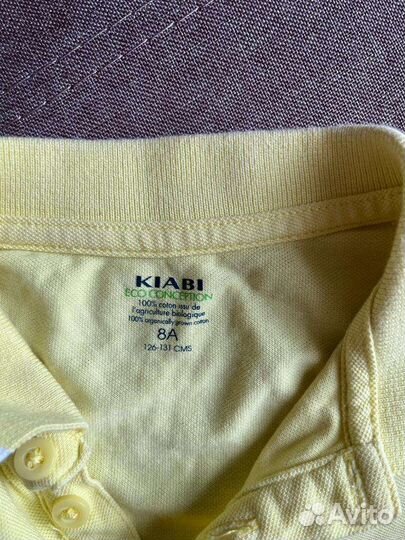 KIABI
ECO CONCEPTION
100% coton issu de
l'agriculture biologique
100% organically grown cotton
8A
126-131 CMS
Avito